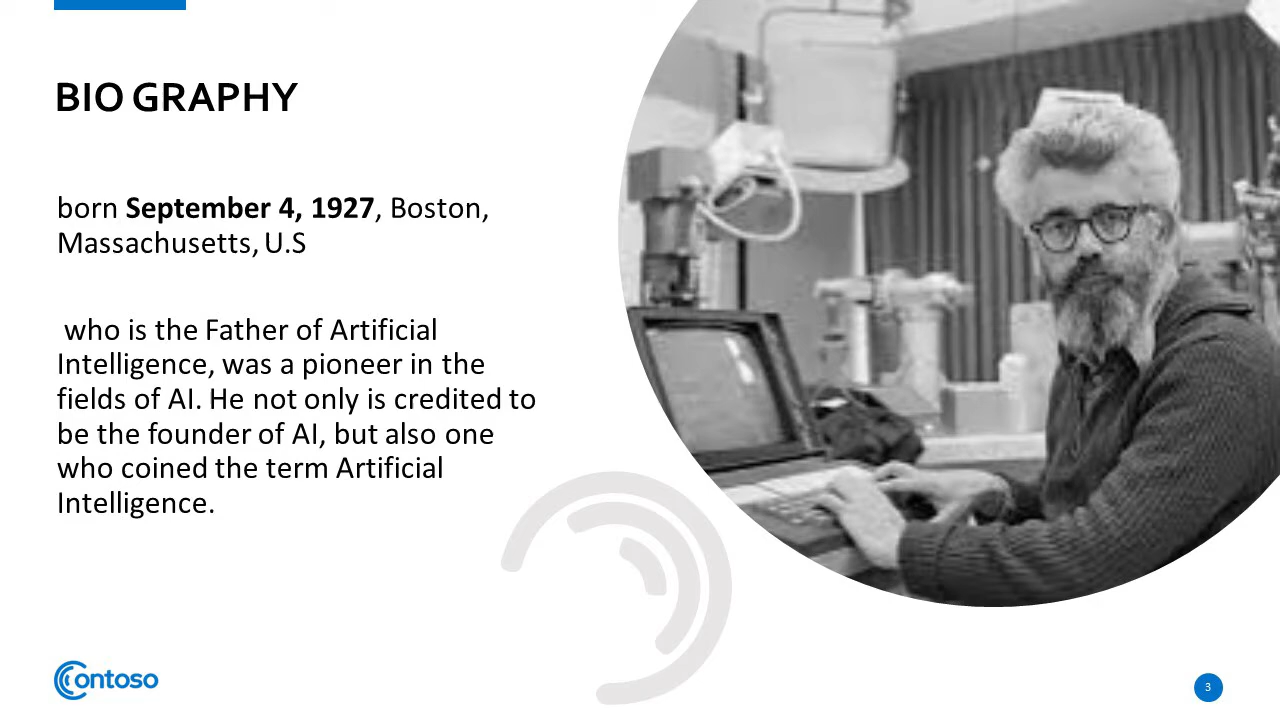 BIO GRAPHY
born September 4, 1927, Boston,
Massachusetts, U.S
who is the Father of Artificial
Intelligence, was a pioneer in the
fields of AI. He not only is credited to
be the founder of AI, but also one
who coined the term Artificial
Intelligence.
Contoso
3